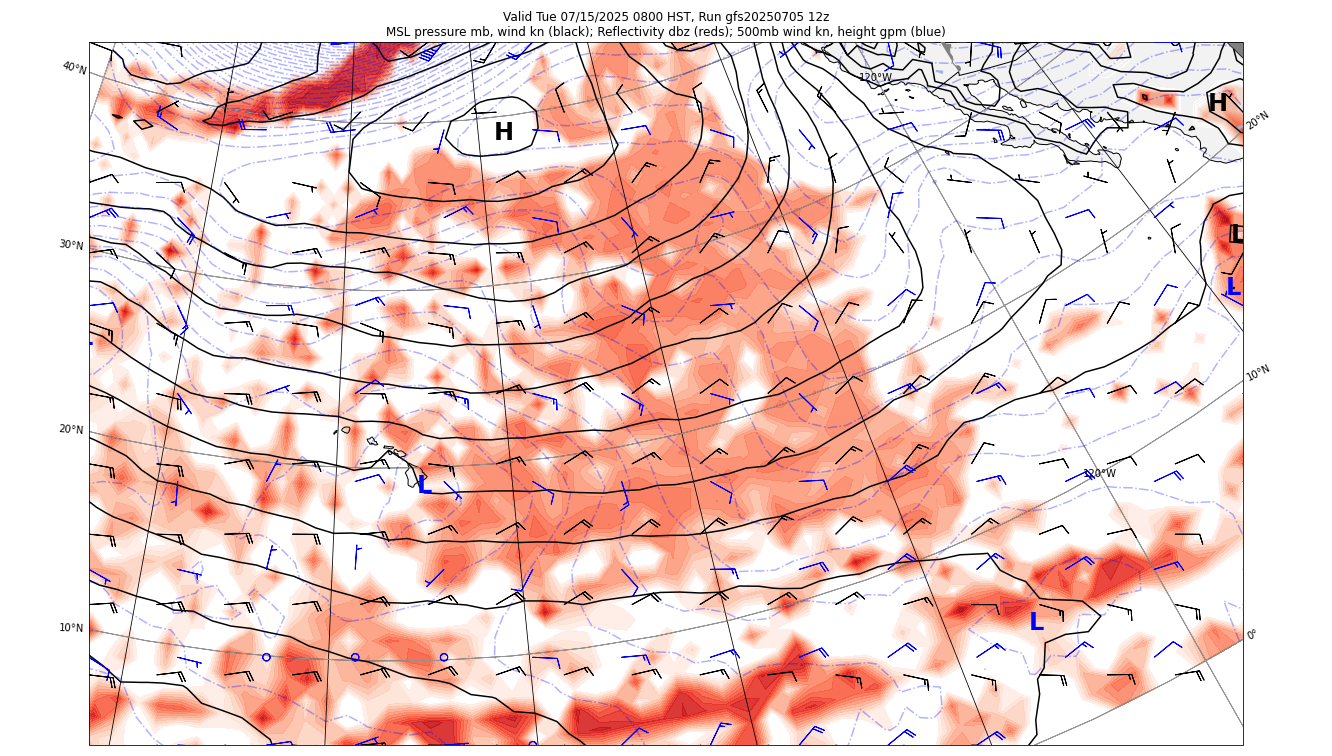 Valid Tue 07/15/2025 0800 HST, Run gfs20250705 12z
MSL pressure mb, wind kn (black); Reflectivity dbz (reds); 500mb wind kn, height gpm (blue)
40°N
120°W
H
20°N
H
30°N
L
L
10°N
20°N
120°W
L
10°N
L
0°